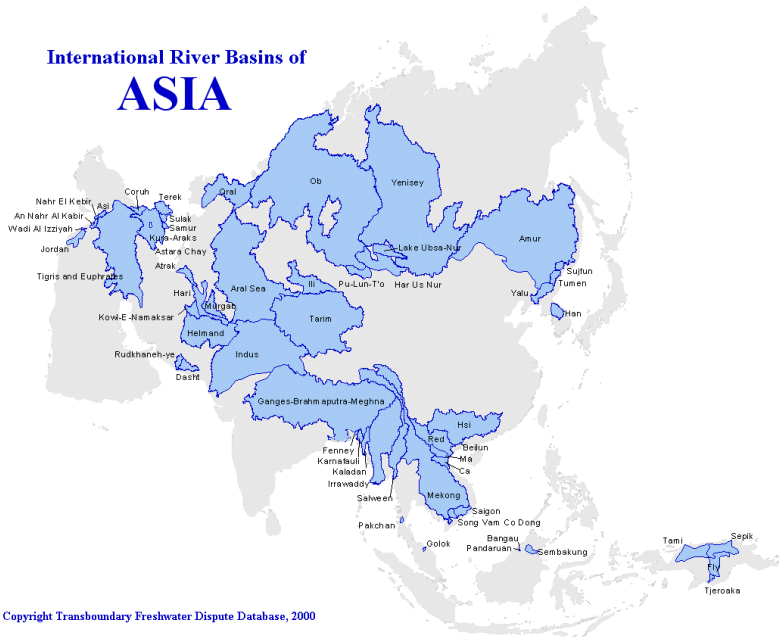 International River Basins of
ASIA
Coruh
Terek
Oral
Ob
Yenisey
Nahr El Kebir
Asi
An Nahr Al Kabir
Sulak
Wadi Al Izziyah
B
Samur
Kura-Araks
Jordan
Astara Chay
Lake Ubsa-Nur
Amur
Atrak
Tigris and Euphrates
Sujfun
Ili
Pu-Lun-T'o
Har Us Nur
Tumen
Hari
Aral Sea
Yalu
Murgab
Kowl-E-Namaksar
Tarim
Han
Helmand
Rudkhaneh-ye
Indus
Dasht
Ganges-Brahmaputra-Meghna
Hsi
Red
Beilun
Fenney
Ma
Karnafauli
Kaladan
Ca
Irrawaddy
Salween
Mekong
Saigon
Pakchan
Song Vam Co Dong
Golok
Bangau
Pandaruan
Sembakung
Tami
Sepik
Fly
Tjeroaka
Copyright Transboundary Freshwater Dispute Database, 2000